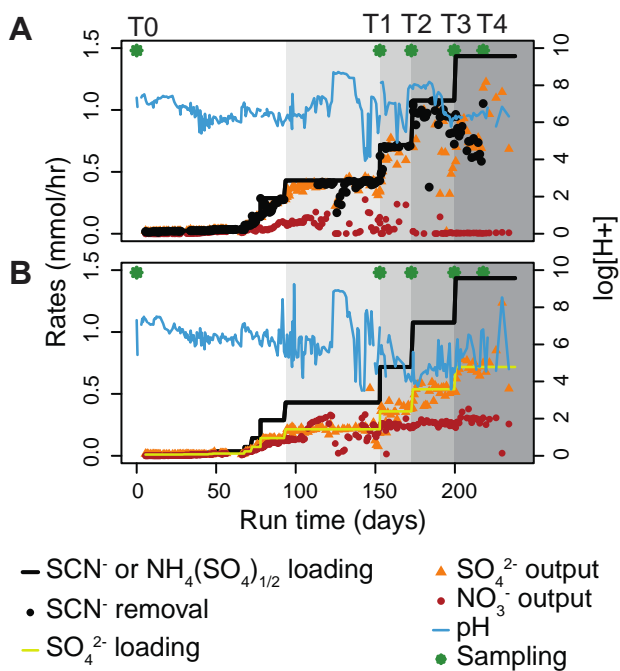 A
T0 T1 T2 T3 T4
1.5 10
8
1.0
6
0.5 4
2
0.0 0
B
1.5 10
8
1.0
6
0.5 4
2
0.0 0
Rates (mmol/hr)
log[H+]
0 50 100 150 200
Run time (days)
SCN⁻ or NH₄(SO₄)₁/₂ loading
SCN⁻ removal
SO₄²⁻ loading
SO₄²⁻ output
NO₃⁻ output
pH
Sampling